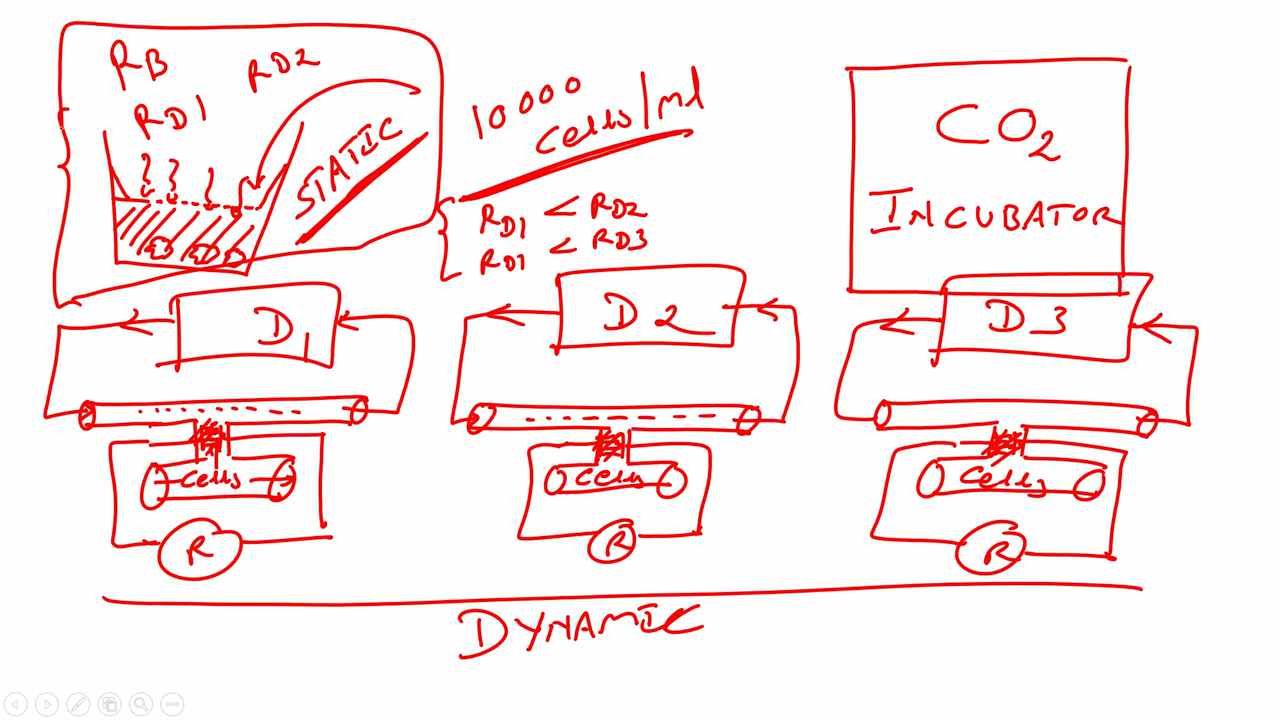 RB
RD2
RD1
STATIC
10000
Cells/ml
RD1 < RD2
RD1 < RD3
CO2
INCUBATOR
D1
D2
D3
Cells
Cells
Cells
R
R
R
DYNAMIC